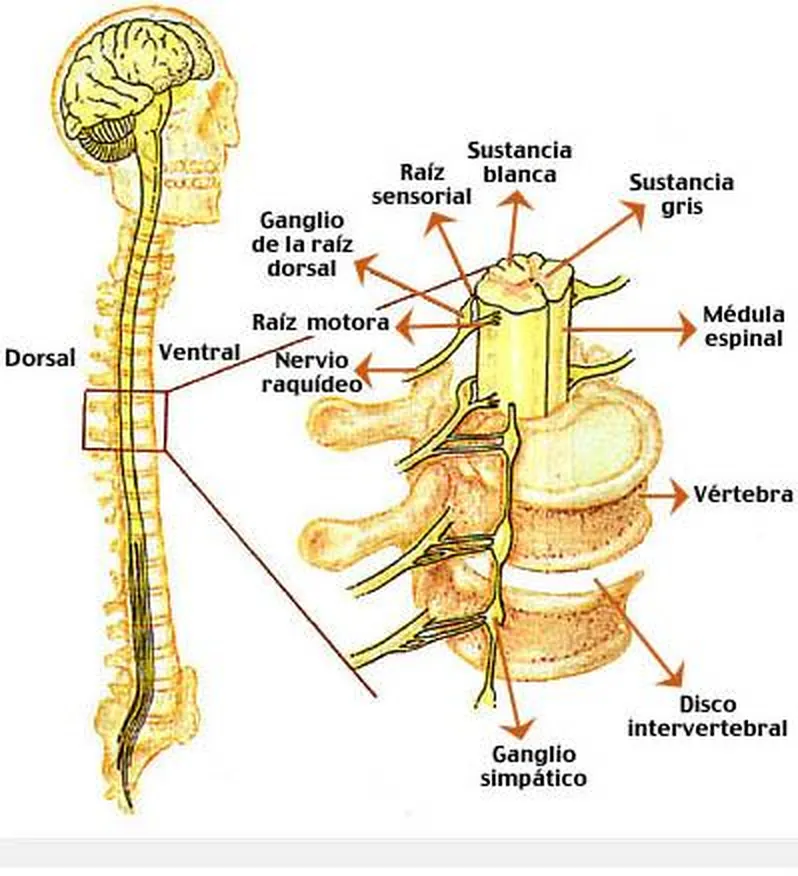 Sustancia
blanca
Raíz
sensorial
Sustancia
gris
Ganglio
de la raíz
dorsal
Raíz motora
Médula
espinal
Dorsal
Ventral
Nervio
raquídeo
Vértebra
Disco
intervertebral
Ganglio
simpático